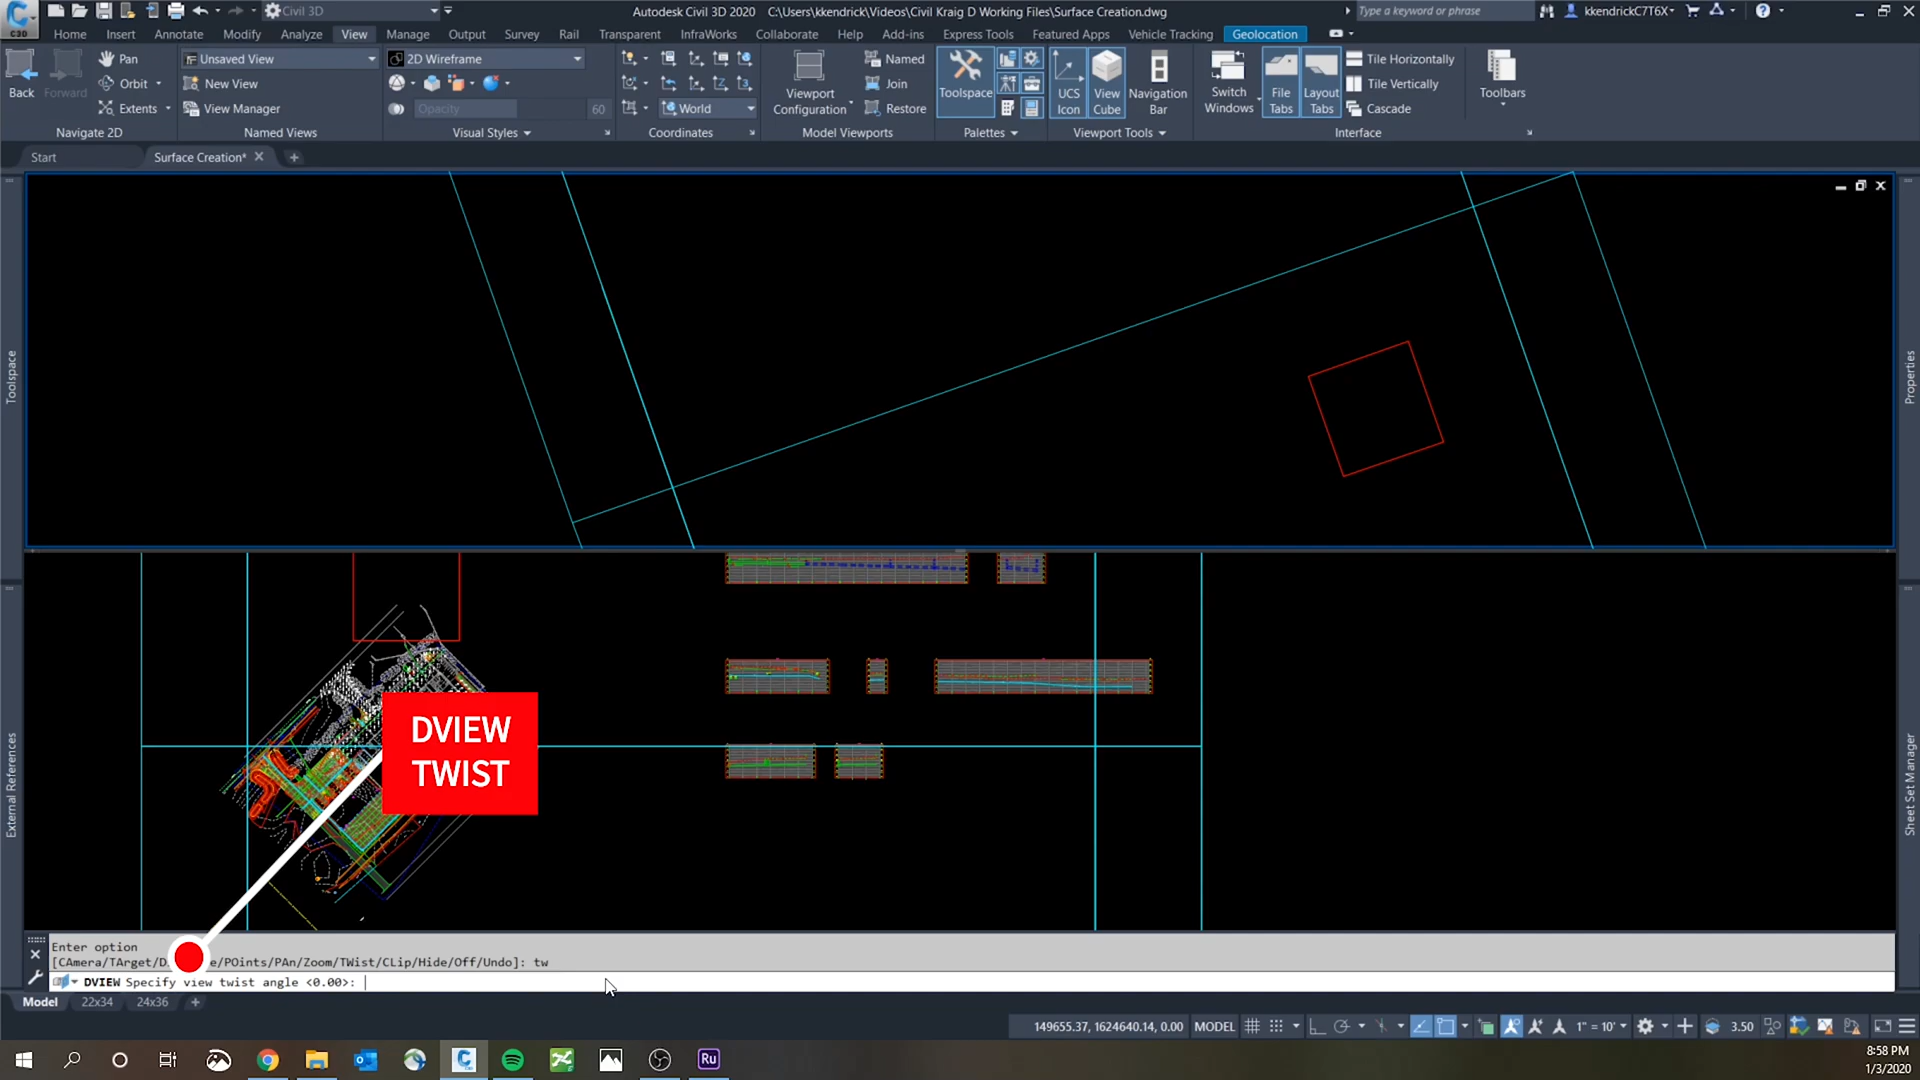 Civil 3D
Autodesk Civil 3D 2020 C:\Users\kkendrick\Videos\Civil Kraig D Working Files\Surface Creation.dwg
Type a keyword or phrase
kkendrickC7T6X
C3D
Home Insert Annotate Modify Analyze View Manage Output Survey Rail Transparent InfraWorks Collaborate Help Add-ins Express Tools Featured Apps Vehicle Tracking Geolocation
Back
Forward
Pan
Orbit
Extents
Navigate 2D
Unsaved View
New View
View Manager
Named Views
2D Wireframe
Opacity 60
Visual Styles
World
Coordinates
Viewport
Configuration
Named
Join
Restore
Model Viewports
Toolspace
Palettes
UCS
Icon
View
Cube
Navigation
Bar
Viewport Tools
Switch
Windows
File
Tabs
Layout
Tabs
Tile Horizontally
Tile Vertically
Cascade
Interface
Toolbars
Start
Surface Creation*
Toolspace
External References
Properties
Sheet Set Manager
DVIEW
TWIST
Enter option
[CAmera/TArget/D e/POints/PAn/Zoom/TWist/CLip/Hide/Off/Undo]: tw
DVIEW Specify view twist angle <0.00>:
Model 22x34 24x36
149655.37, 1624640.14, 0.00 MODEL 1" = 10' 3.50
Ru
8:58 PM
1/3/2020